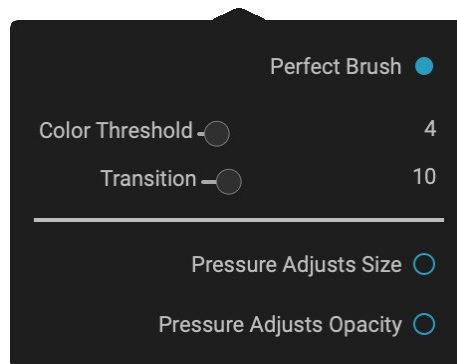 Perfect Brush
Color Threshold 4
Transition 10
Pressure Adjusts Size
Pressure Adjusts Opacity